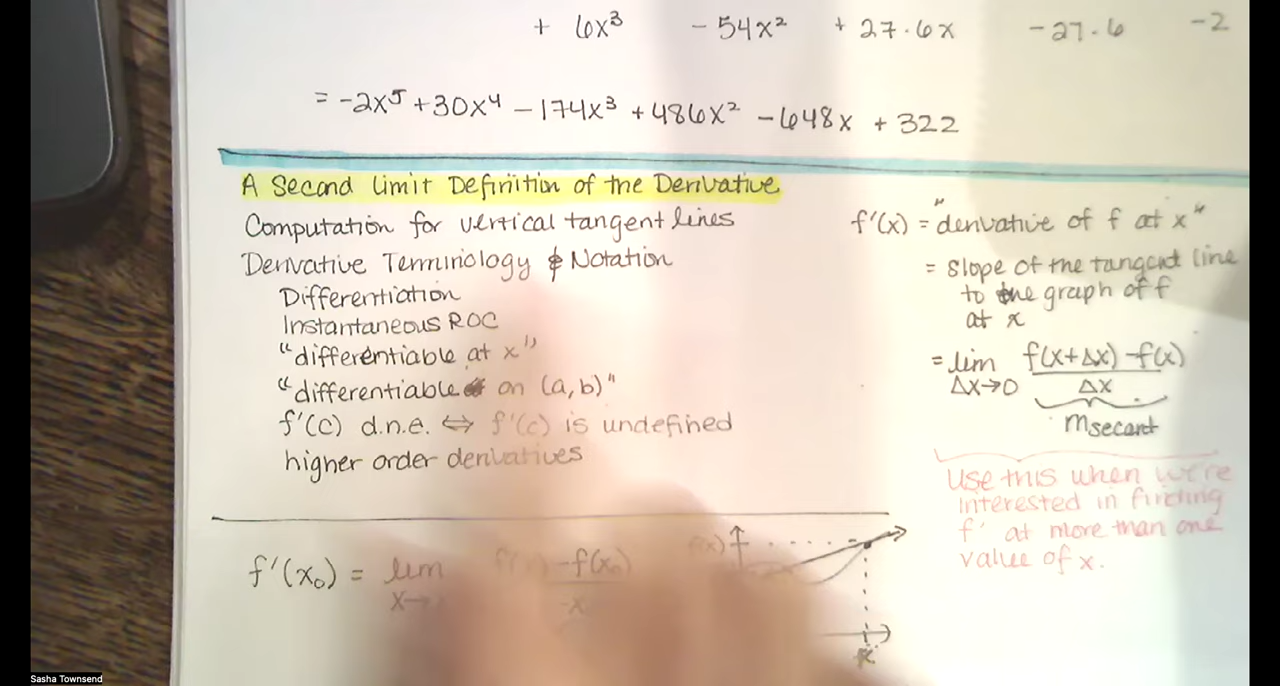 + 6x³ - 54x² + 27·6x - 27·6 -2
= -2x⁵ + 30x⁴ - 174x³ + 486x² - 648x + 322
A Second Limit Definition of the Derivative
Computation for vertical tangent lines
Derivative Terminology & Notation
Differentiation
Instantaneous ROC
"differentiable at x"
"differentiable on (a,b)"
f'(c) d.n.e. ⇔ f'(c) is undefined
higher order derivatives
f'(x) = "derivative of f at x"
= slope of the tangent line
to the graph of f
at x
= lim f(x+Δx) - f(x)
Δx→0 Δx
m secant
Use this when we're
interested in finding
f' at more than one
value of x.
f'(x₀) = lim - f(x₀)
x→
f(x)
x
Sasha Townsend